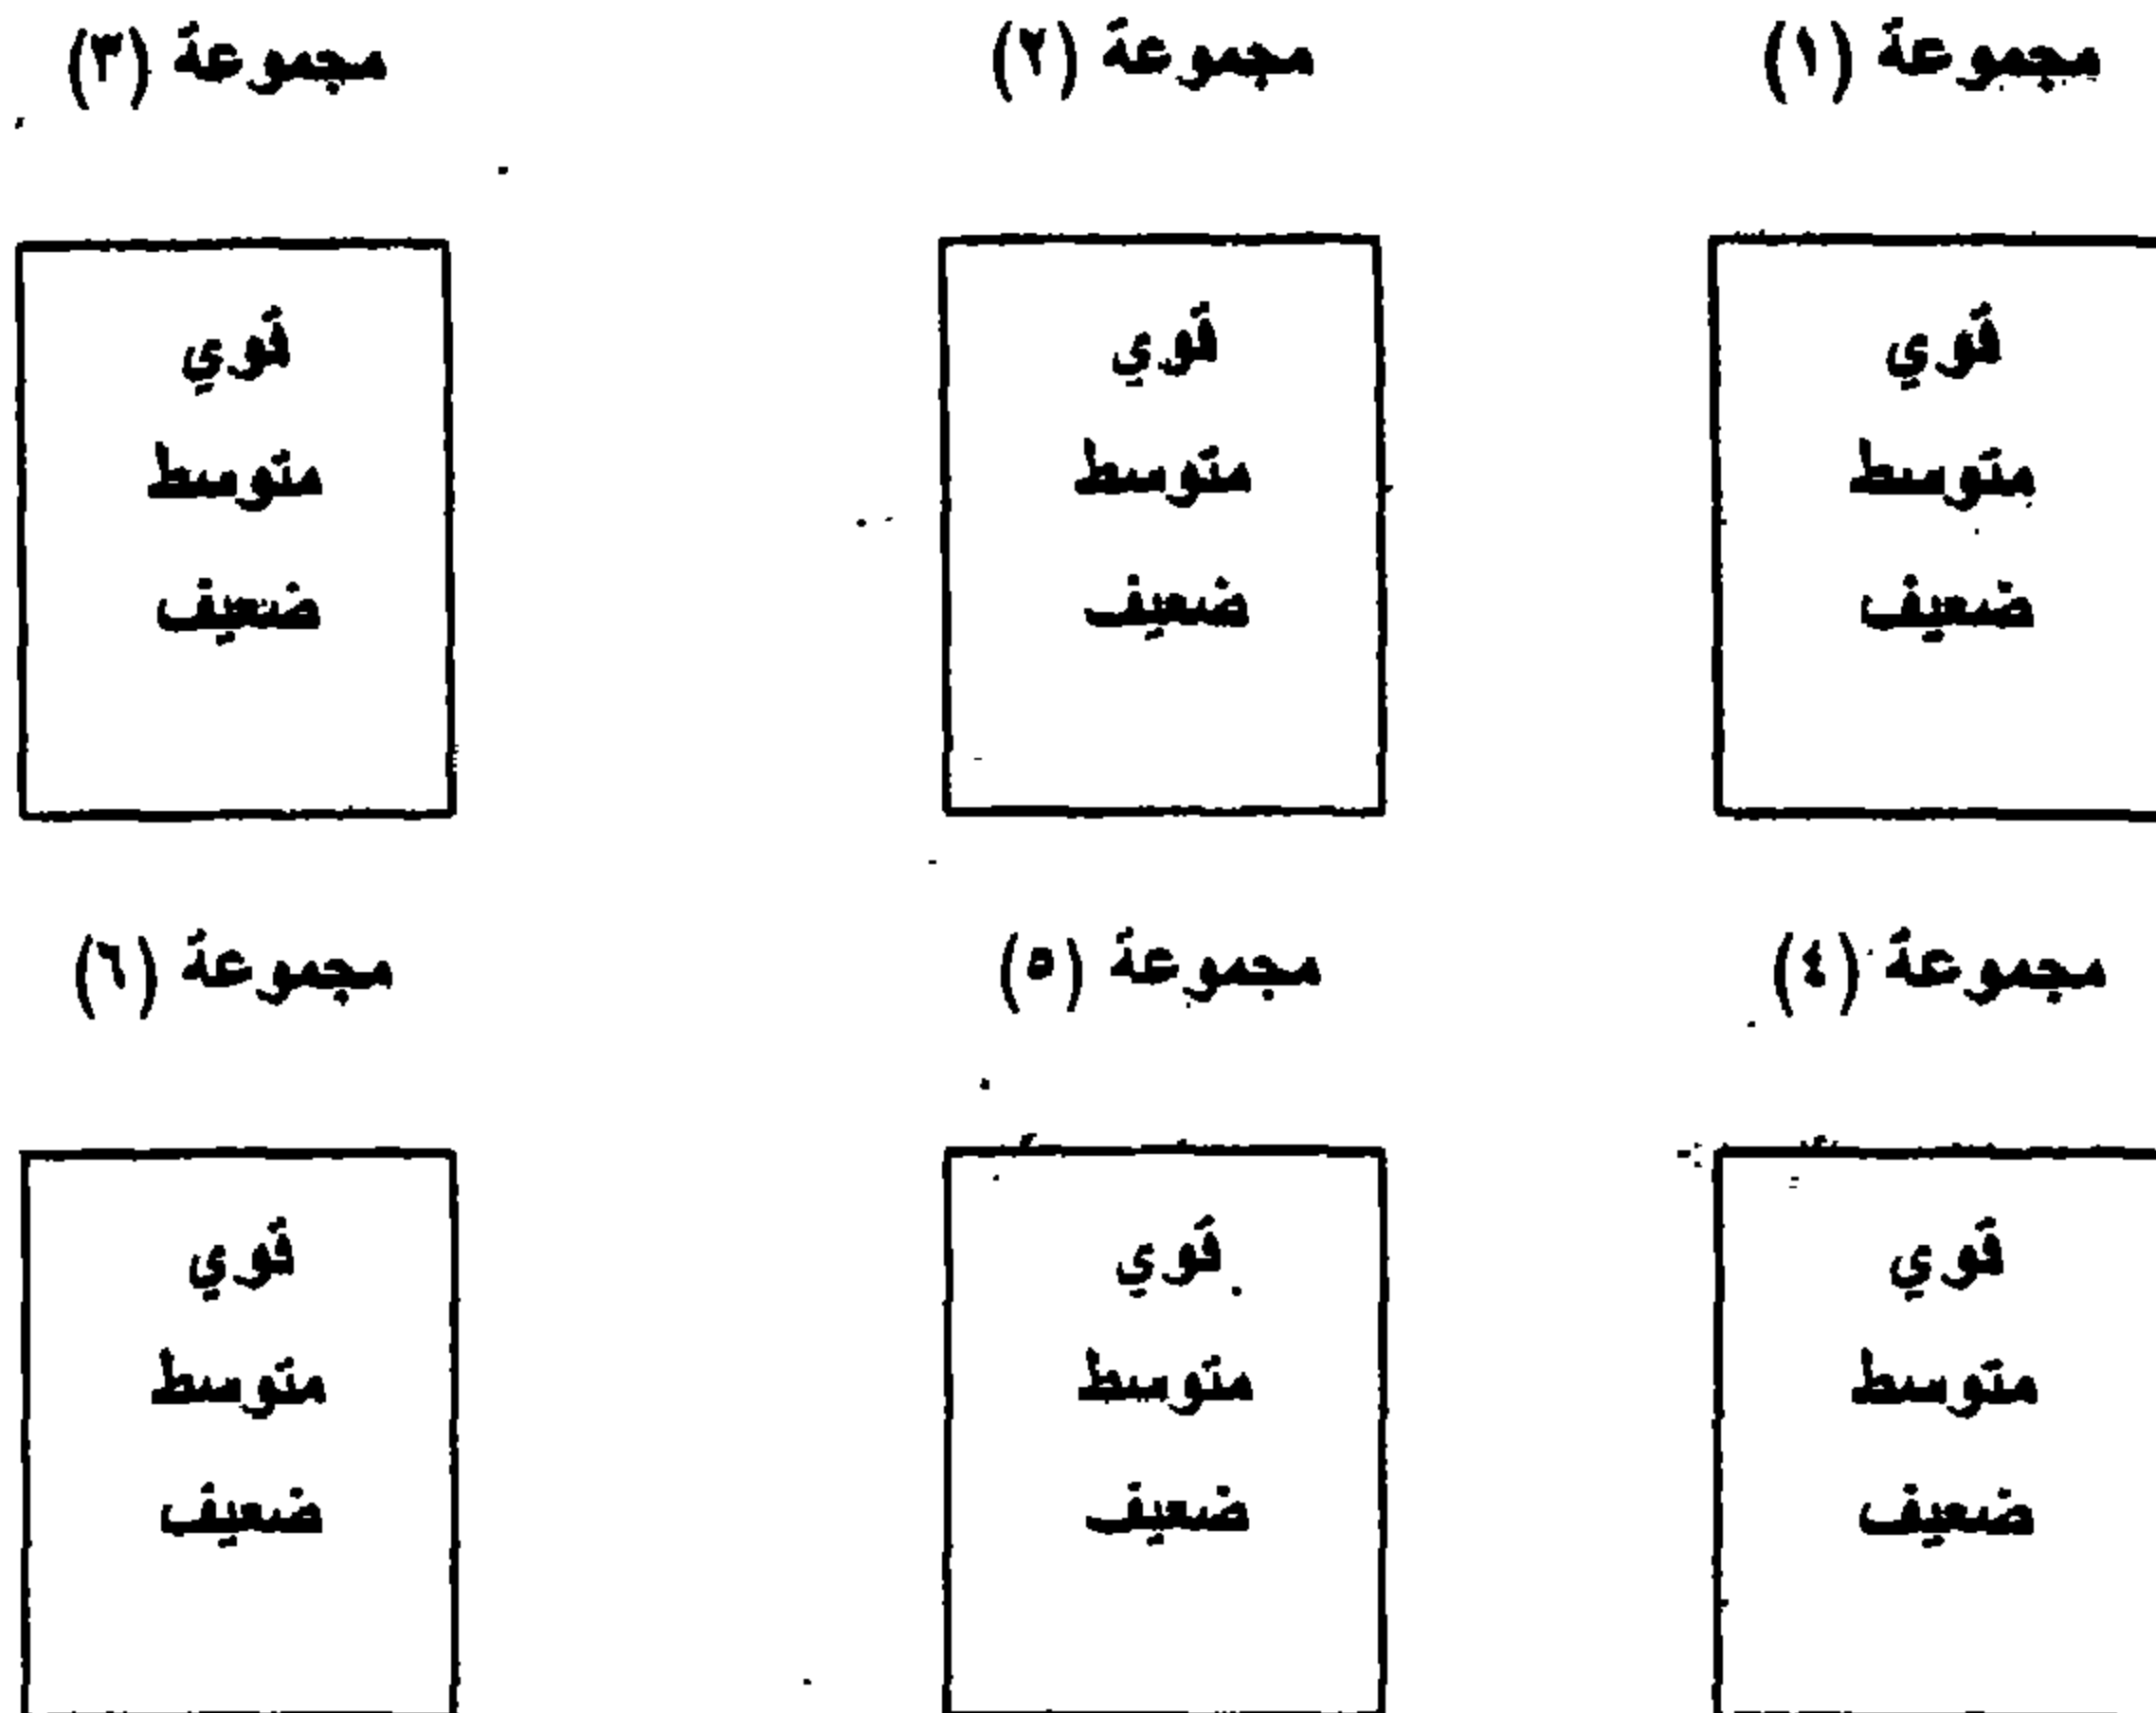 مجموعة (١) مجموعة (٢) مجموعة (٣)
قوي قوي قوي
متوسط متوسط متوسط
ضعيف ضعيف ضعيف
مجموعة (٤) مجموعة (٥) مجموعة (٦)
قوي قوي قوي
متوسط متوسط متوسط
ضعيف ضعيف ضعيف